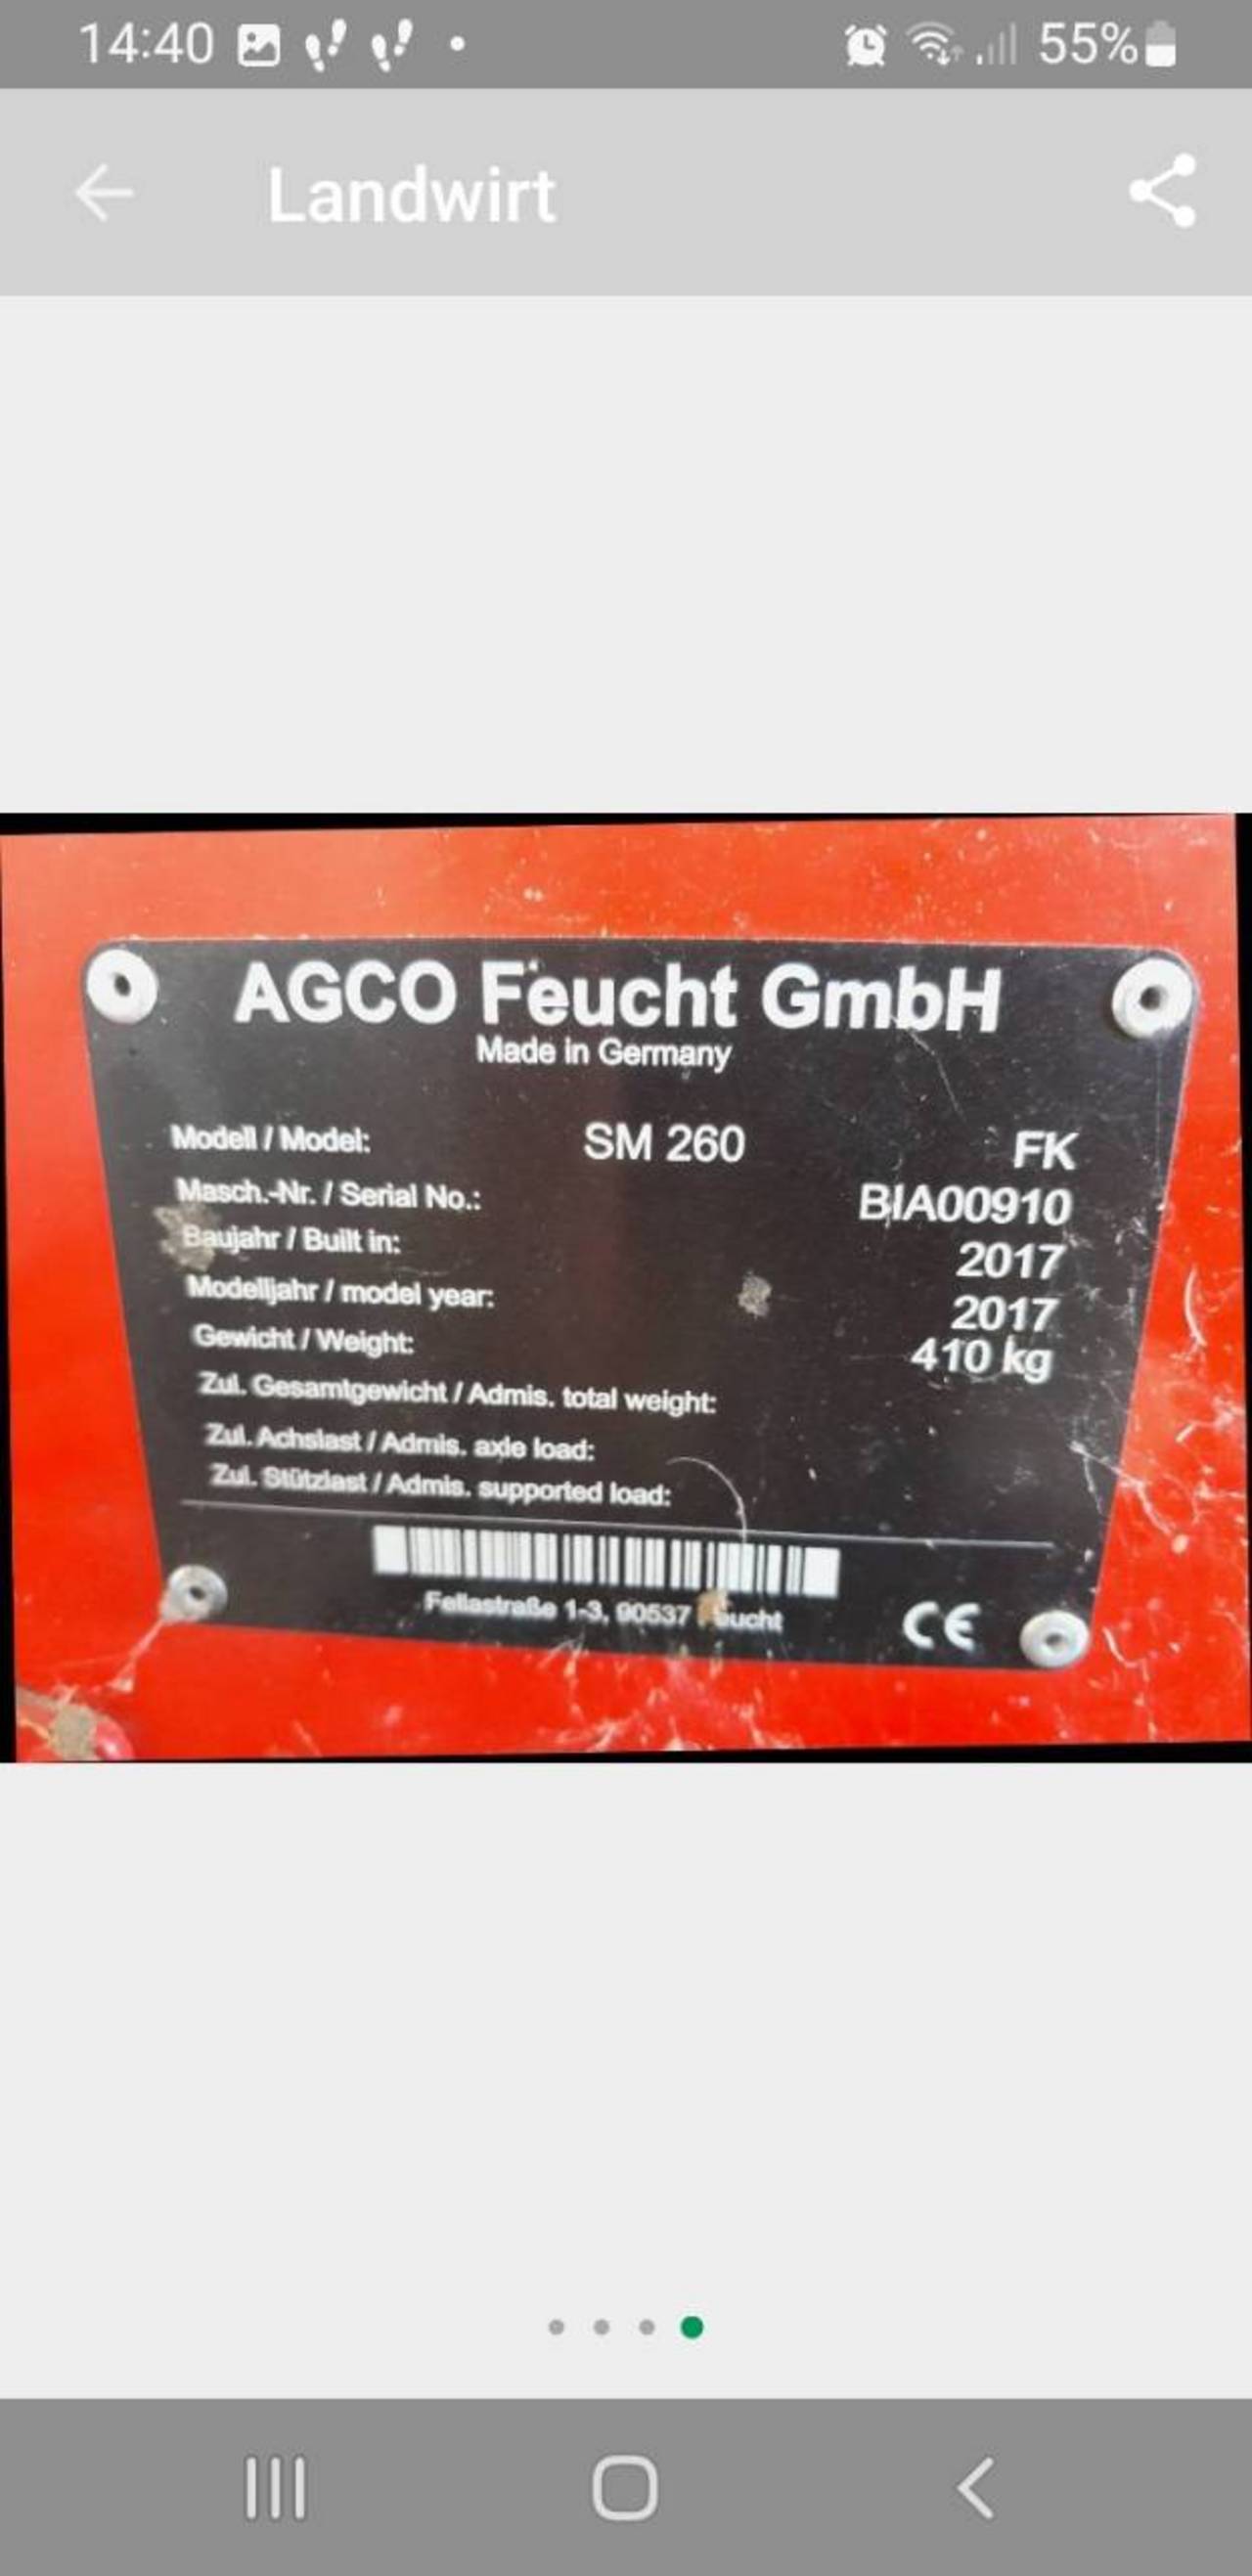 14:40 55%
Landwirt
AGCO Feucht GmbH
Made in Germany
Modell / Model: SM 260 FK
Masch.-Nr. / Serial No.: BIA00910
Baujahr / Built in: 2017
Modelljahr / model year: 2017
Gewicht / Weight: 410 kg
Zul. Gesamtgewicht / Admis. total weight:
Zul. Achslast / Admis. axle load:
Zul. Stützlast / Admis. supported load:
Fellastraße 1-3, 90537 Feucht
CE